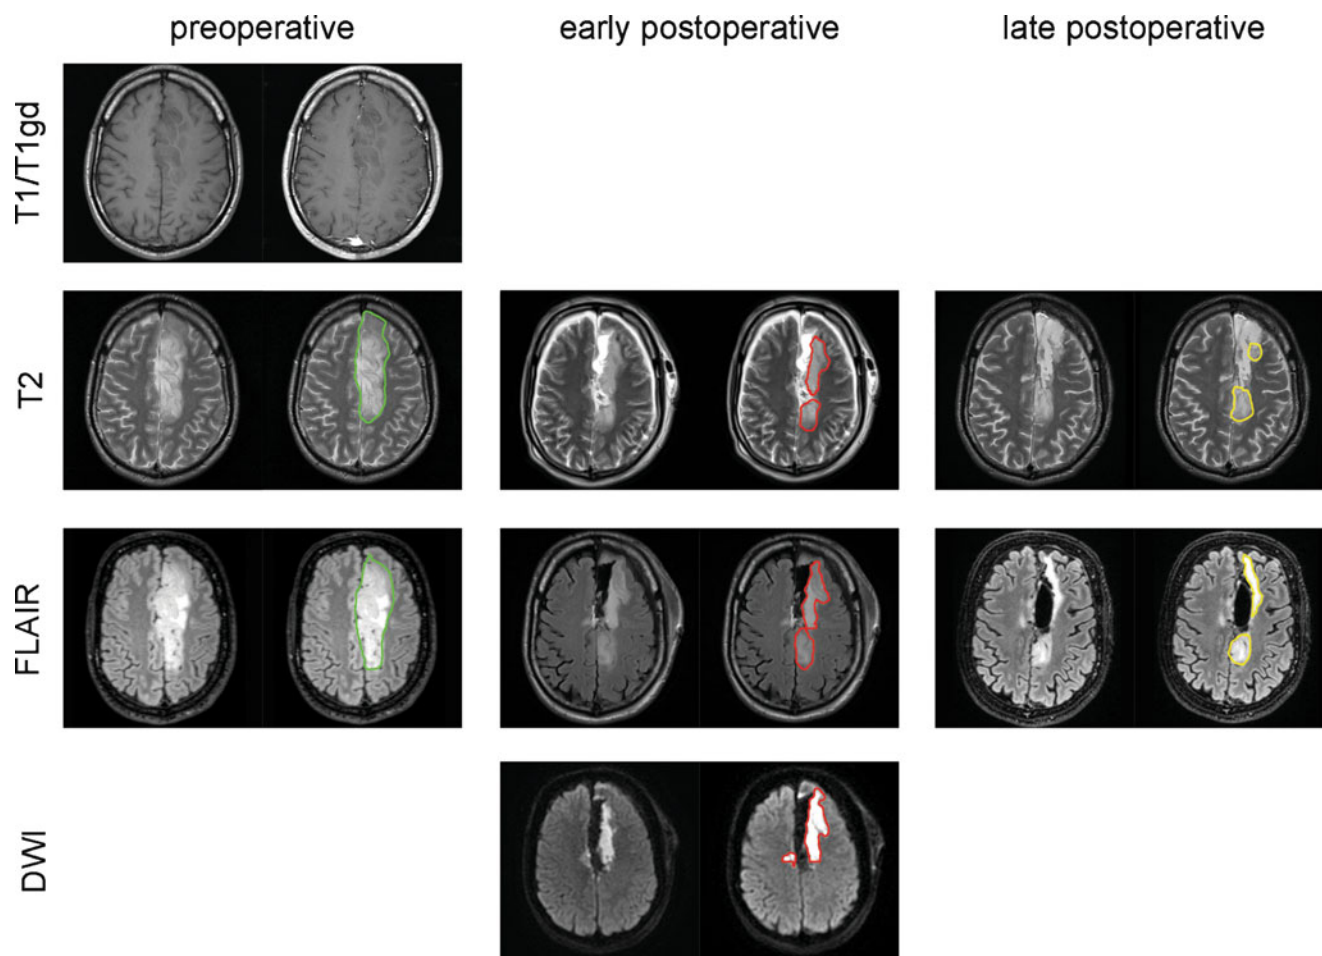 preoperative early postoperative late postoperative
T1/T1gd
T2
FLAIR
DWI